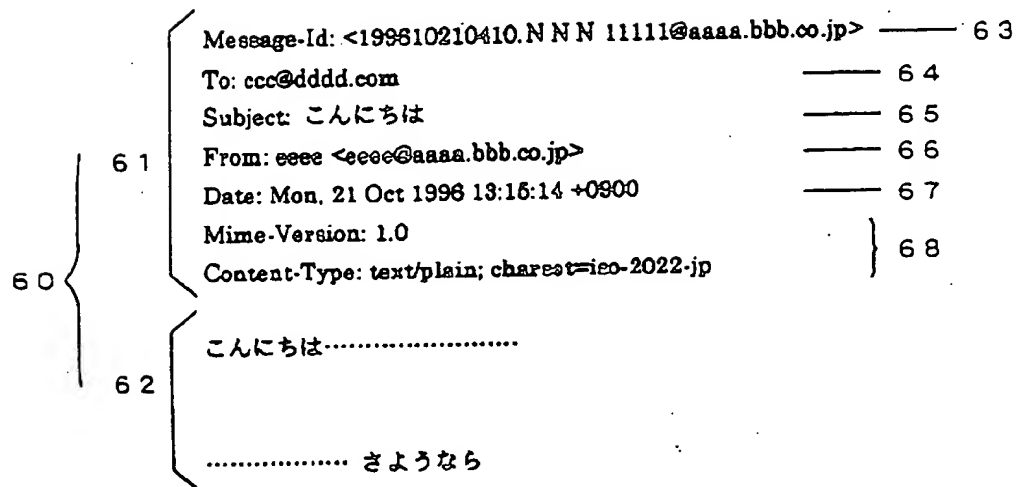 Message-Id: <199610210410.N N N 11111@aaaa.bbb.co.jp> 63
To: ccc@dddd.com 64
Subject: こんにちは 65
From: eeee <eeee@aaaa.bbb.co.jp> 66
61
Date: Mon, 21 Oct 1996 13:15:14 +0900 67
Mime-Version: 1.0
68
Content-Type: text/plain; charset=iso-2022-jp
60
こんにちは························
62
·················· さようなら